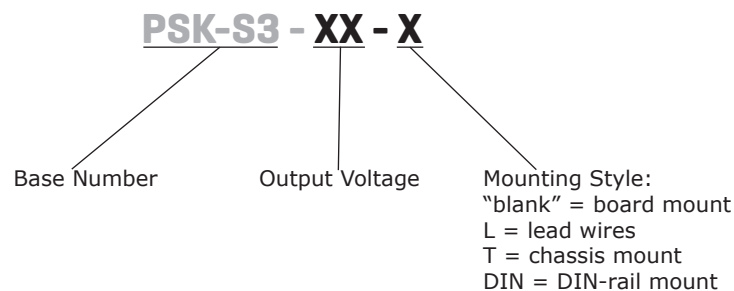 PSK-S3 - XX - X
Base Number
Output Voltage
Mounting Style:
“blank” = board mount
L = lead wires
T = chassis mount
DIN = DIN-rail mount